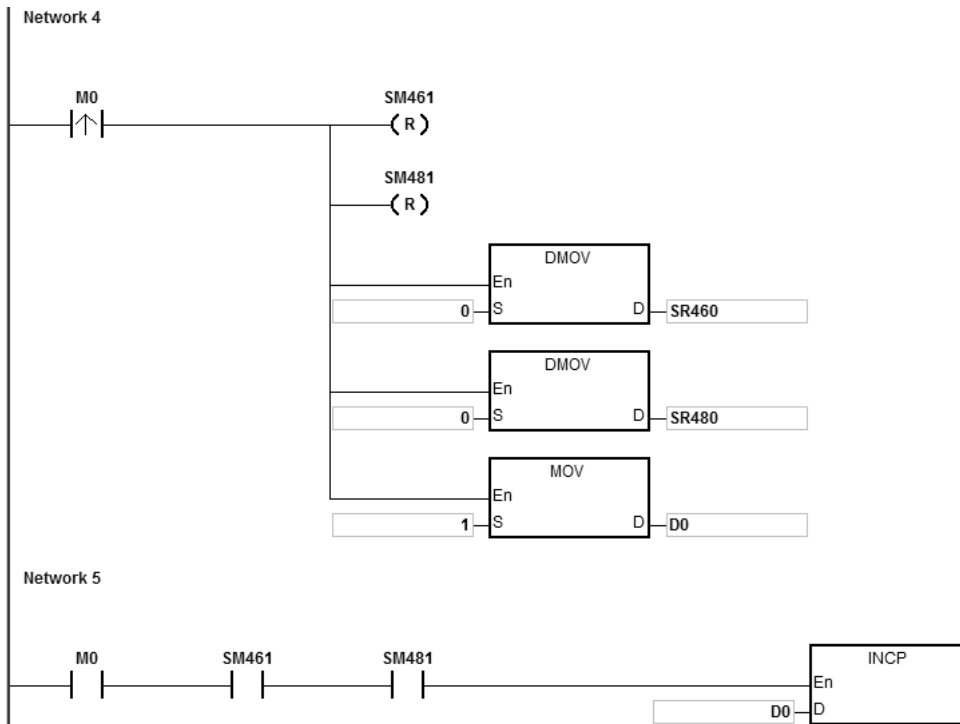 Network 4
M0 SM461
R
SM481
R
DMOV
En
0 S D SR460
DMOV
En
0 S D SR480
MOV
En
1 S D D0
Network 5
M0 SM461 SM481 INCP
En
D0 D